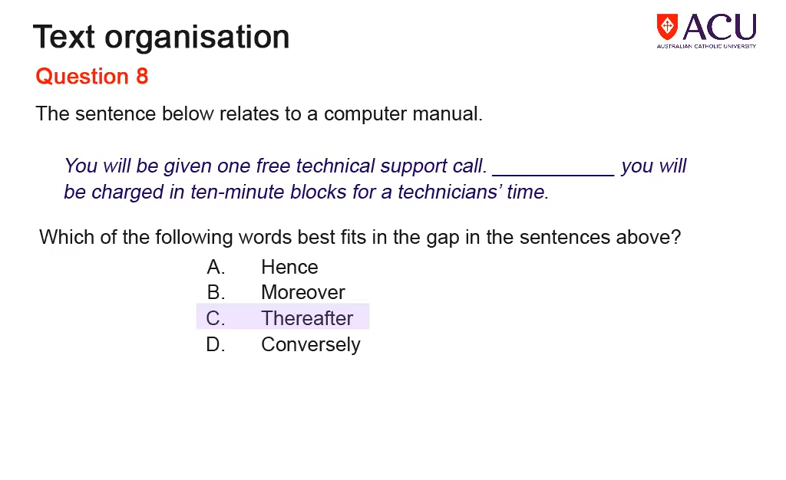 Text organisation
ACU
AUSTRALIAN CATHOLIC UNIVERSITY
Question 8
The sentence below relates to a computer manual.
You will be given one free technical support call. ___________ you will
be charged in ten-minute blocks for a technicians’ time.
Which of the following words best fits in the gap in the sentences above?
A. Hence
B. Moreover
C. Thereafter
D. Conversely